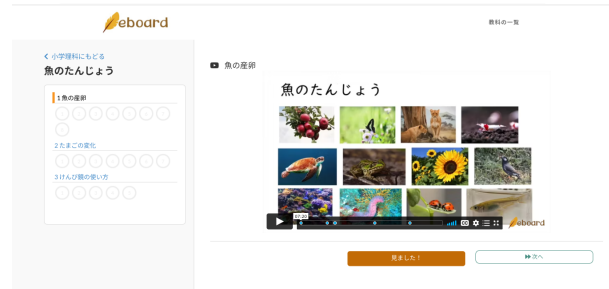 eboard
教科の一覧
小学理科にもどる
魚のたんじょう
1 魚の産卵
2 たまごの変化
3 けんび鏡の使い方
魚の産卵
魚のたんじょう
07:20
CC
eboard
見ました！
次へ